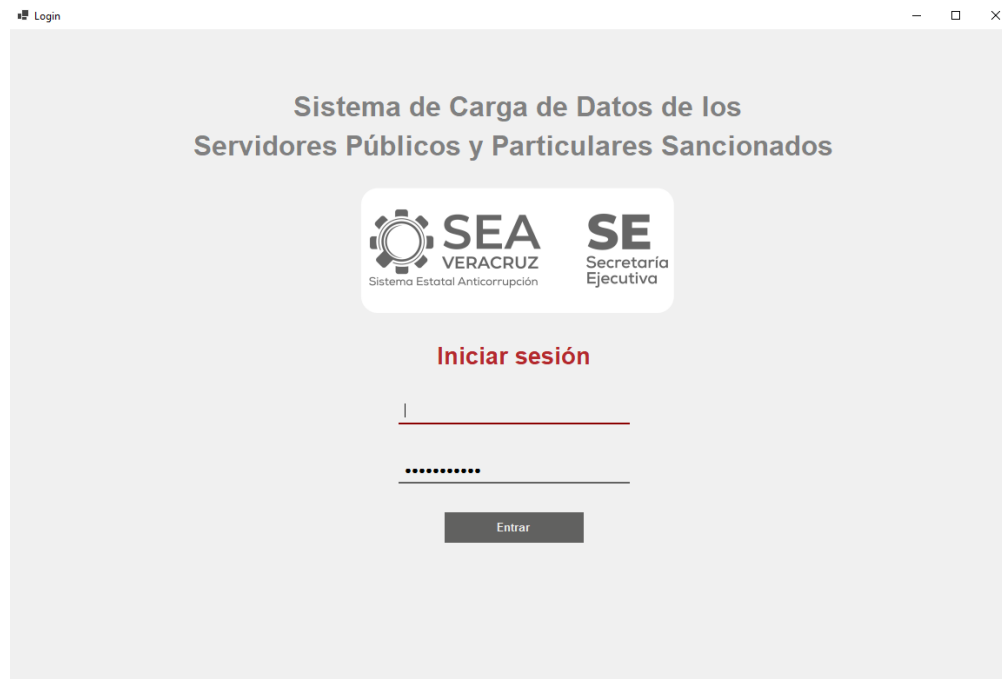 Login
Sistema de Carga de Datos de los
Servidores Públicos y Particulares Sancionados
SEA
VERACRUZ
Sistema Estatal Anticorrupción
SE
Secretaría
Ejecutiva
Iniciar sesión
•••••••••••
Entrar